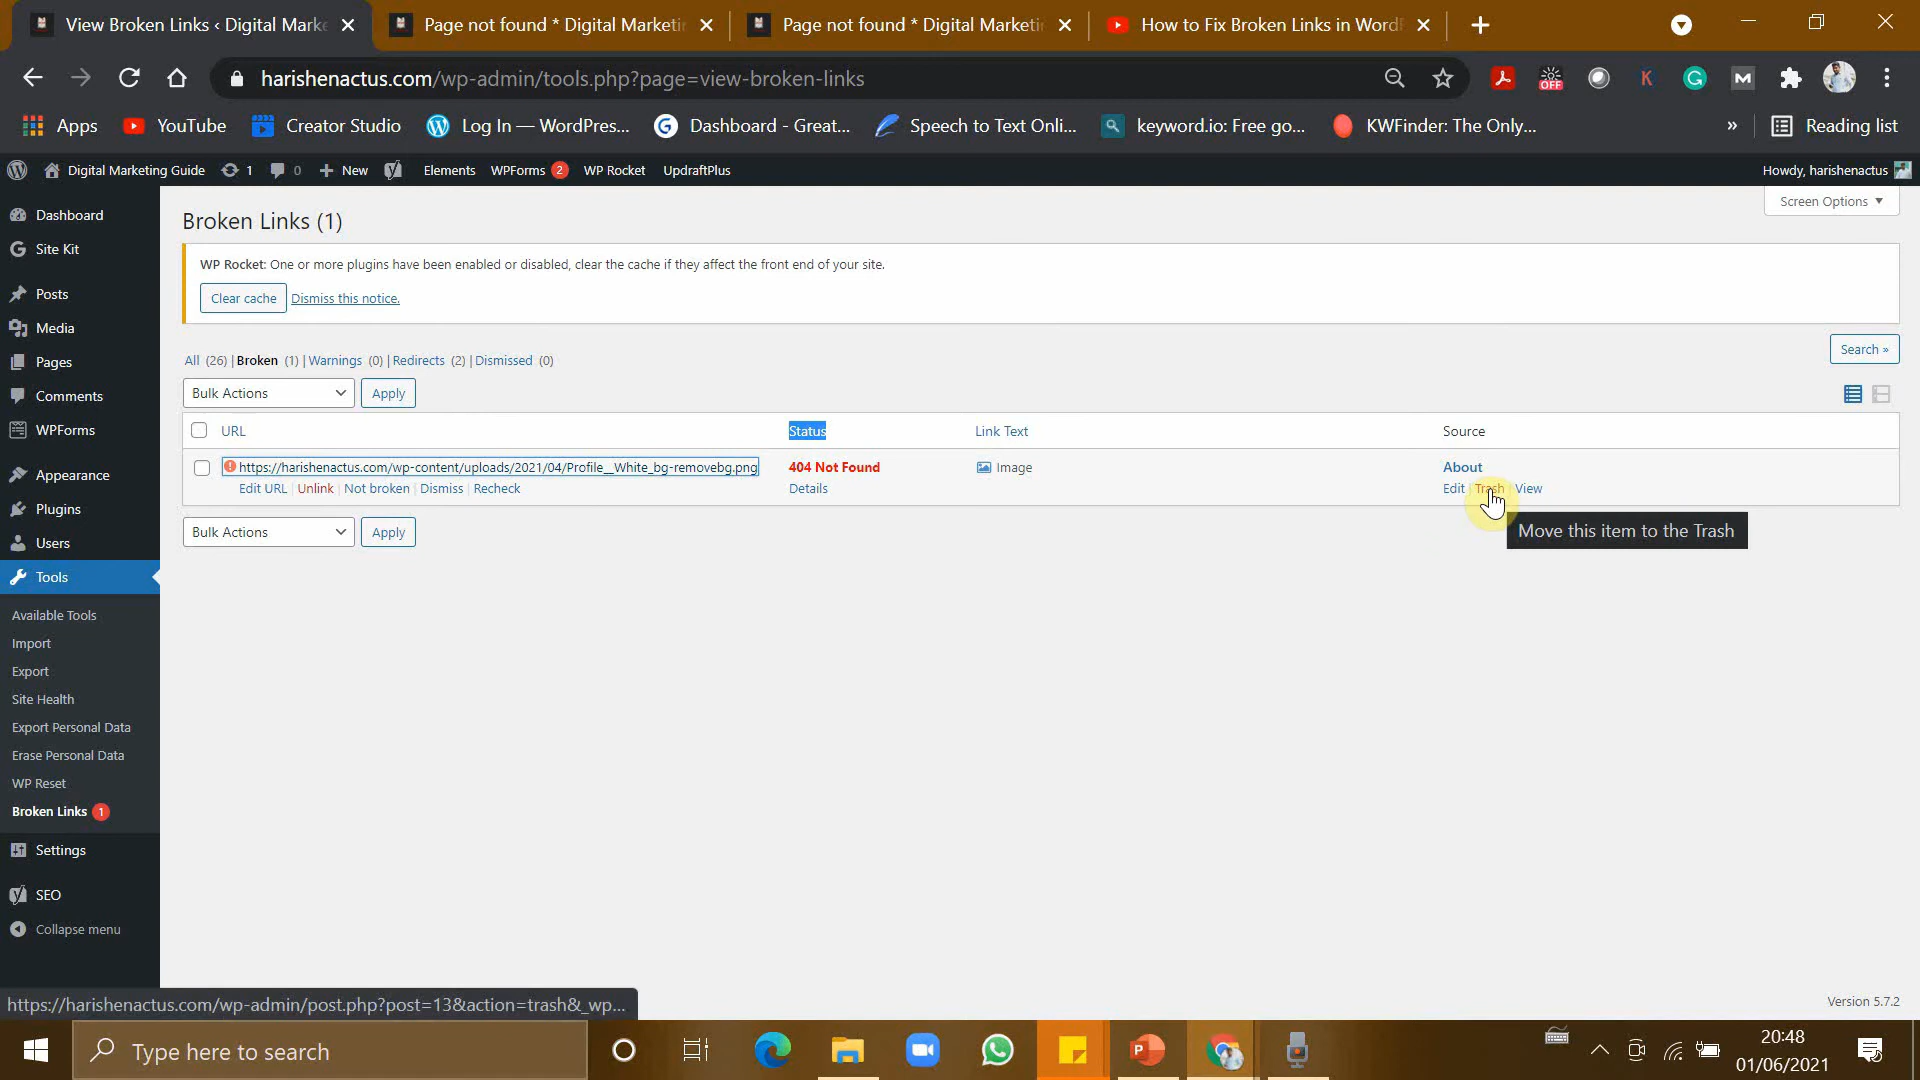 View Broken Links ‹ Digital Marke
Page not found * Digital Marketi
Page not found * Digital Marketi
How to Fix Broken Links in WordP
harishenactus.com/wp-admin/tools.php?page=view-broken-links
OFF
K
G
M
Apps
YouTube
Creator Studio
Log In — WordPres...
Dashboard - Great...
Speech to Text Onli...
keyword.io: Free go...
KWFinder: The Only...
»
Reading list
Digital Marketing Guide
1
0
New
Elements
WPForms 2
WP Rocket
UpdraftPlus
Howdy, harishenactus
Screen Options
Dashboard
Site Kit
Posts
Media
Pages
Comments
WPForms
Appearance
Plugins
Users
Tools
Available Tools
Import
Export
Site Health
Export Personal Data
Erase Personal Data
WP Reset
Broken Links 1
Settings
SEO
Collapse menu
Broken Links (1)
WP Rocket: One or more plugins have been enabled or disabled, clear the cache if they affect the front end of your site.
Clear cache Dismiss this notice.
All (26) | Broken (1) | Warnings (0) | Redirects (2) | Dismissed (0)
Search »
Bulk Actions Apply
URL Status Link Text Source
https://harishenactus.com/wp-content/uploads/2021/04/Profile__White_bg-removebg.png 404 Not Found Image About
Edit URL | Unlink | Not broken | Dismiss | Recheck Details Edit | Trash | View
Move this item to the Trash
Bulk Actions Apply
https://harishenactus.com/wp-admin/post.php?post=13&action=trash&_wp...
Version 5.7.2
Type here to search
20:48
01/06/2021